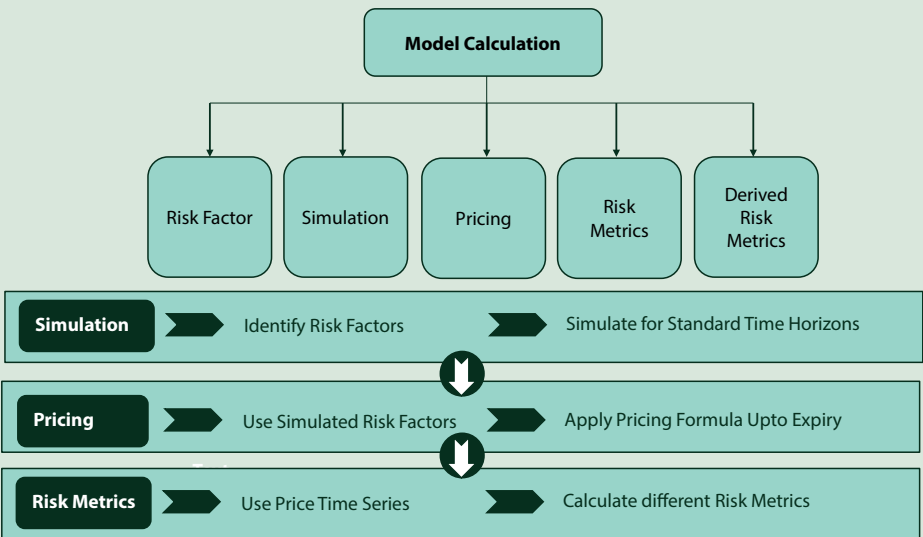 Model Calculation
Risk Factor
Simulation
Pricing
Risk
Metrics
Derived
Risk
Metrics
Simulation
Identify Risk Factors
Simulate for Standard Time Horizons
Pricing
Use Simulated Risk Factors
Apply Pricing Formula Upto Expiry
Risk Metrics
Use Price Time Series
Calculate different Risk Metrics